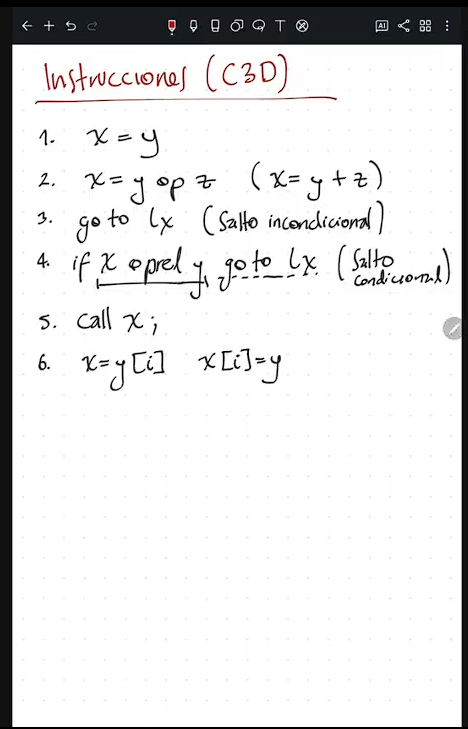 AI
Instrucciones (C3D)
1. x = y
2. x = y op z (x = y + z)
3. go to Lx (Salto incondicional)
4. if x oprel y, go to Lx. (Salto condicional)
5. call x;
6. x = y [i] x [i] = y